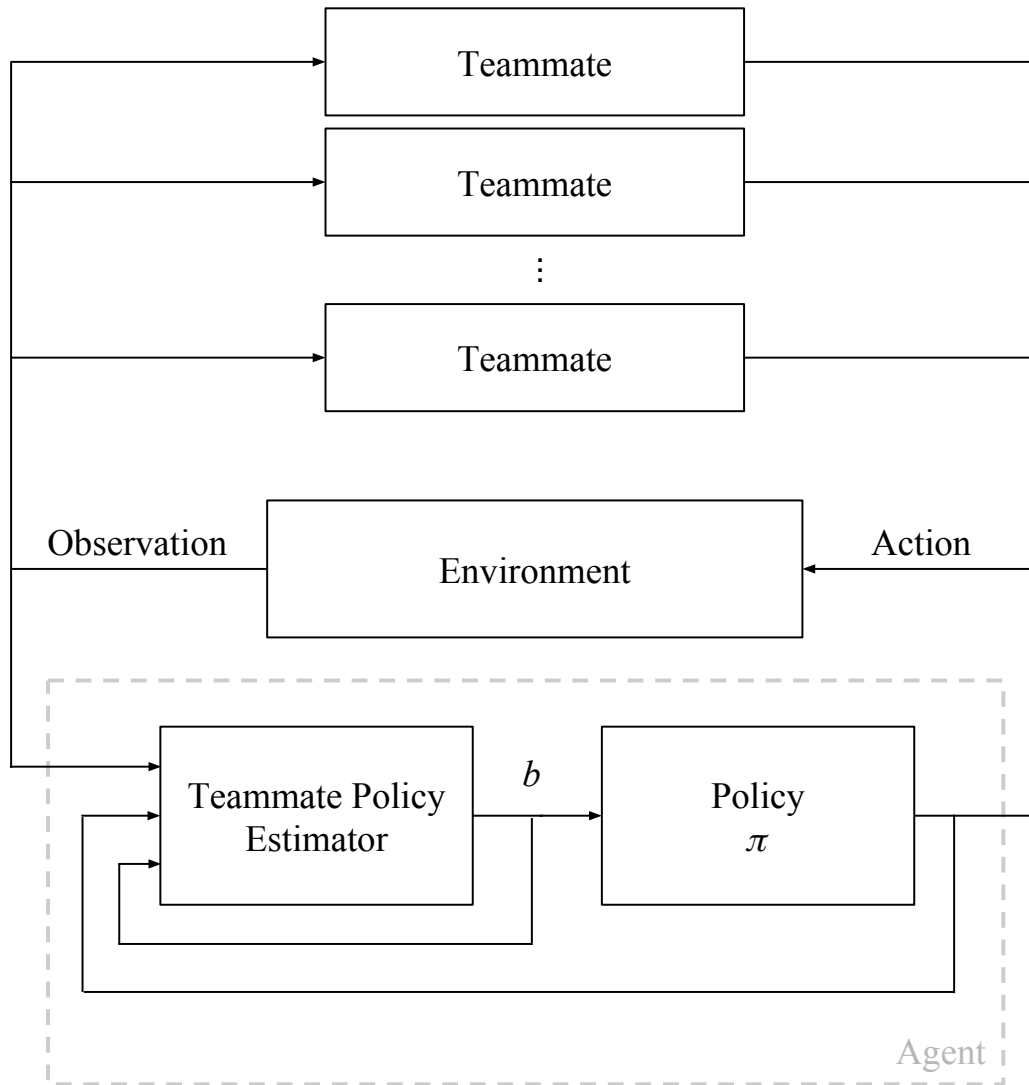 Teammate
Teammate
⋮
Teammate
Observation
Environment
Action
Teammate Policy
Estimator
b
Policy
π
Agent